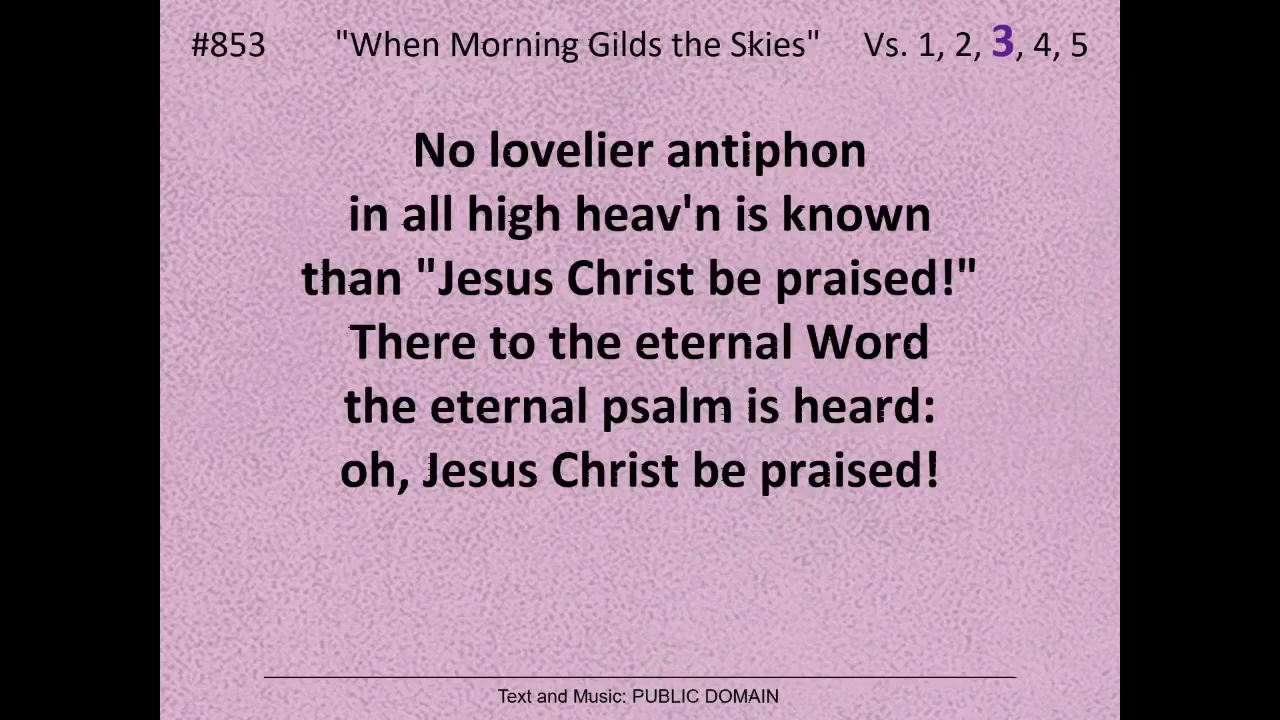 #853 "When Morning Gilds the Skies" Vs. 1, 2, 3, 4, 5
No lovelier antiphon
in all high heav'n is known
than "Jesus Christ be praised!"
There to the eternal Word
the eternal psalm is heard:
oh, Jesus Christ be praised!
Text and Music: PUBLIC DOMAIN